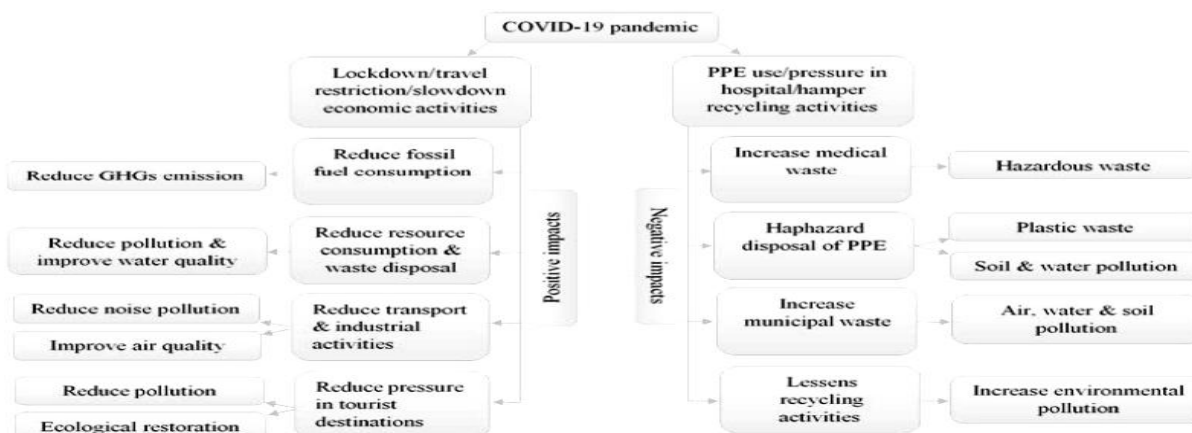 COVID-19 pandemic
Lockdown/travel
restriction/slowdown
economic activities
Reduce fossil
fuel consumption
Reduce GHGs emission
Reduce resource
consumption &
waste disposal
Reduce pollution &
improve water quality
Reduce transport
& industrial
activities
Reduce noise pollution
Improve air quality
Reduce pressure
in tourist
destinations
Reduce pollution
Ecological restoration
Positive impacts
PPE use/pressure in
hospital/hamper
recycling activities
Negative impacts
Increase medical
waste
Hazardous waste
Haphazard
disposal of PPE
Plastic waste
Soil & water pollution
Increase
municipal waste
Air, water & soil
pollution
Lessens
recycling
activities
Increase environmental
pollution